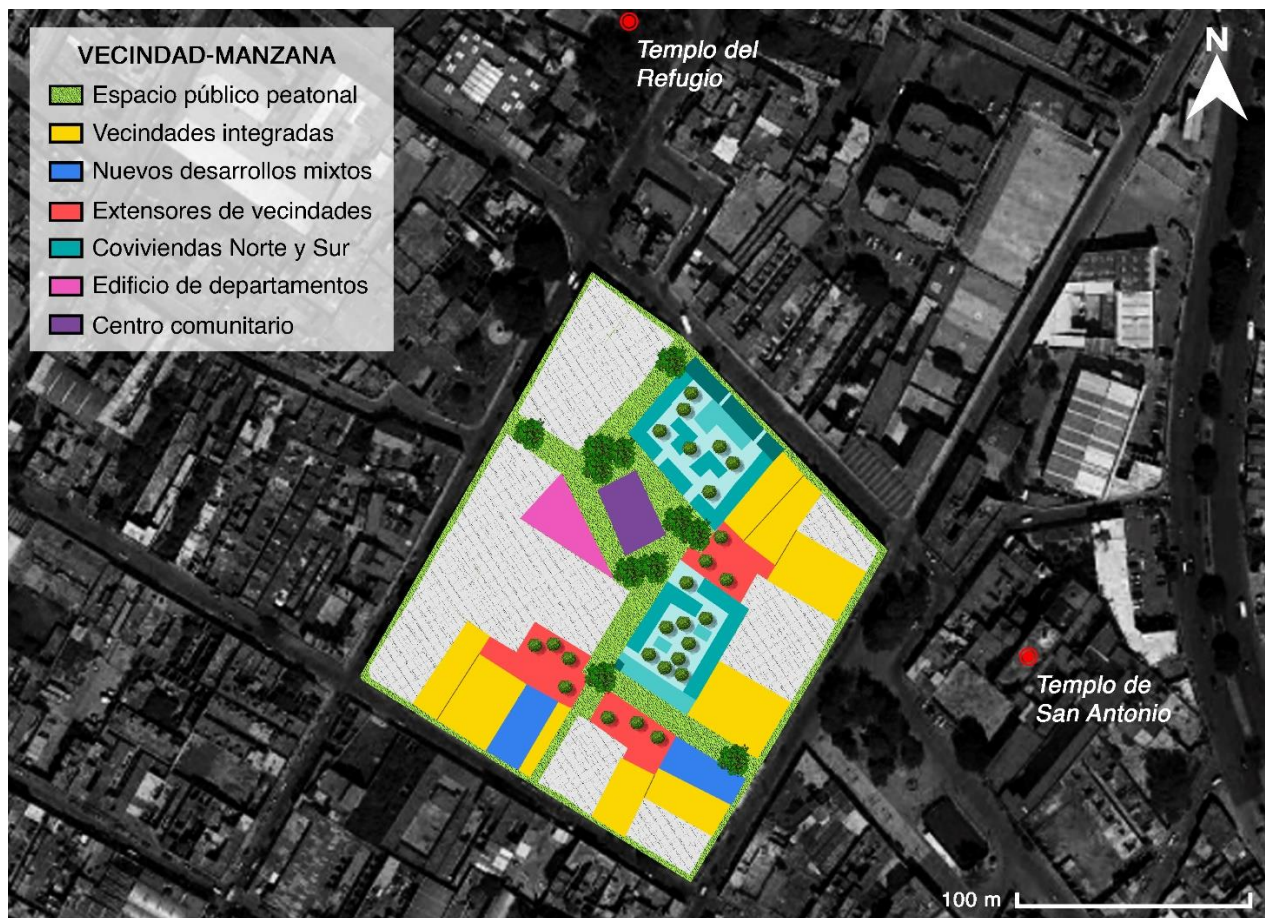 VECINDAD-MANZANA
Espacio público peatonal
Vecindades integradas
Nuevos desarrollos mixtos
Extensores de vecindades
Coviviendas Norte y Sur
Edificio de departamentos
Centro comunitario
Templo del
Refugio
N
Templo de
San Antonio
100 m